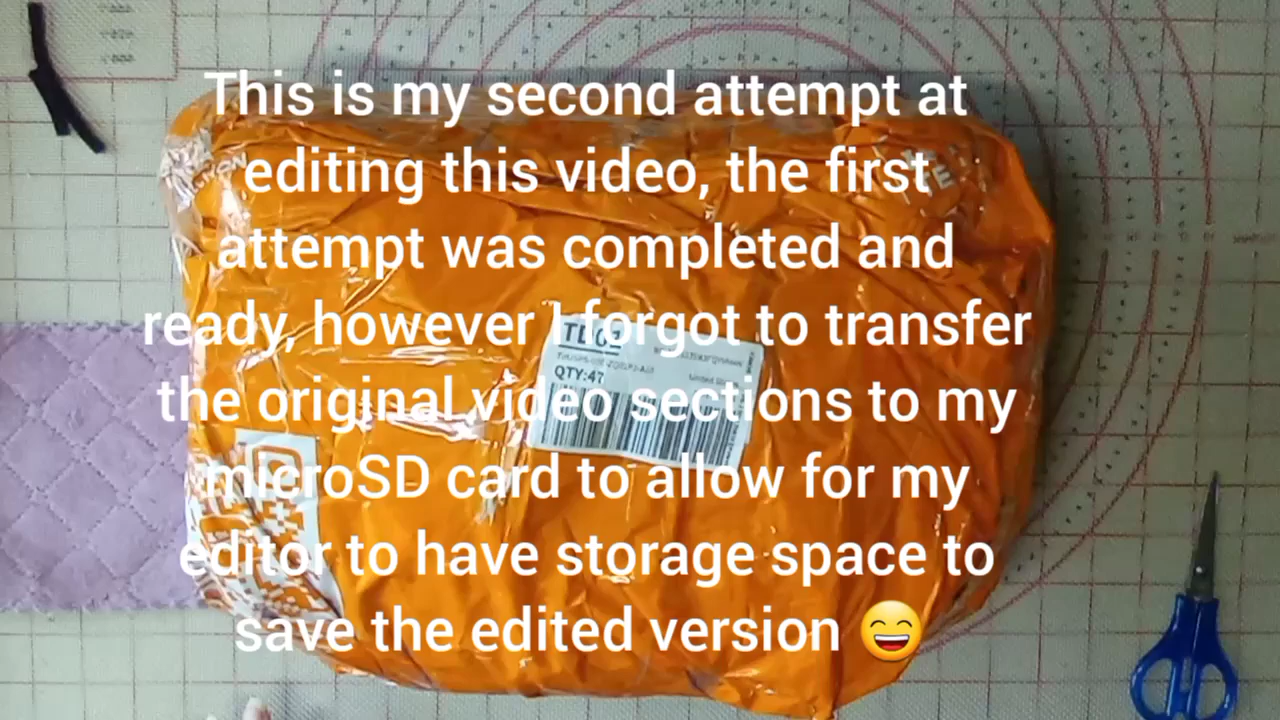 This is my second attempt at
editing this video, the first
attempt was completed and
ready, however I forgot to transfer
the original video sections to my
microSD card to allow for my
editor to have storage space to
save the edited version 😄
QTY:47